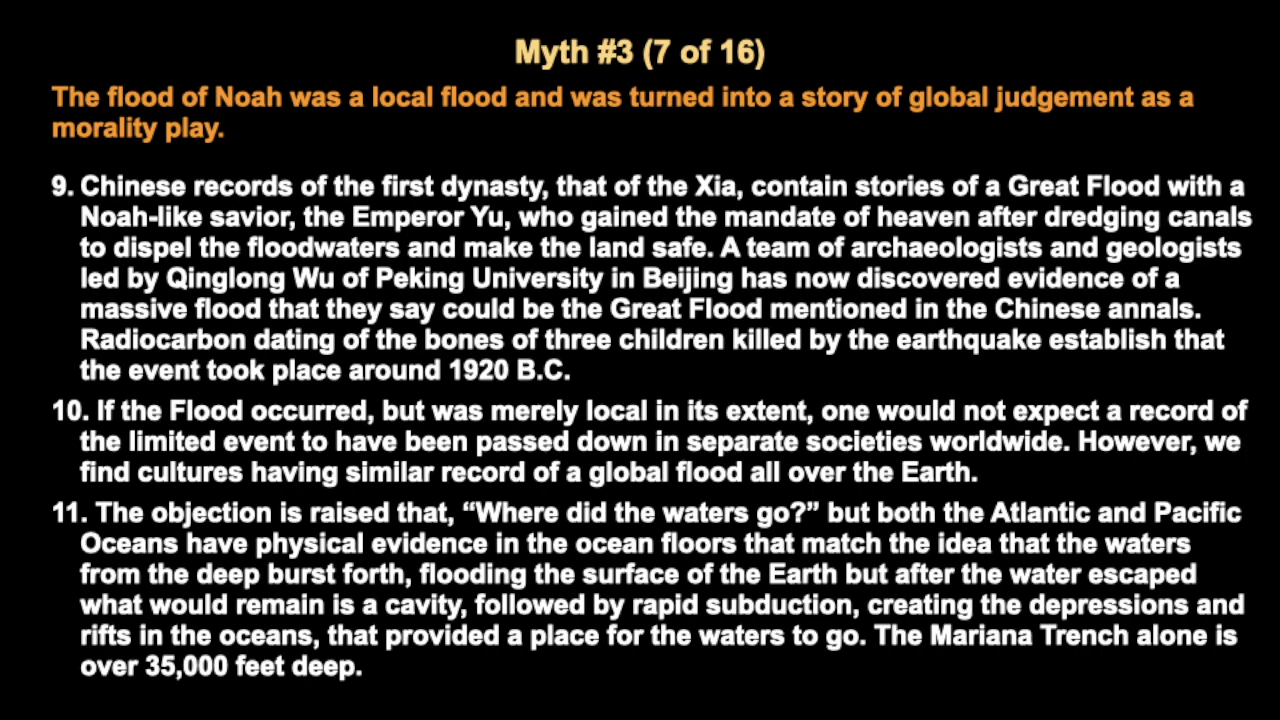 Myth #3 (7 of 16)
The flood of Noah was a local flood and was turned into a story of global judgement as a
morality play.
9. Chinese records of the first dynasty, that of the Xia, contain stories of a Great Flood with a
Noah-like savior, the Emperor Yu, who gained the mandate of heaven after dredging canals
to dispel the floodwaters and make the land safe. A team of archaeologists and geologists
led by Qinglong Wu of Peking University in Beijing has now discovered evidence of a
massive flood that they say could be the Great Flood mentioned in the Chinese annals.
Radiocarbon dating of the bones of three children killed by the earthquake establish that
the event took place around 1920 B.C.
10. If the Flood occurred, but was merely local in its extent, one would not expect a record of
the limited event to have been passed down in separate societies worldwide. However, we
find cultures having similar record of a global flood all over the Earth.
11. The objection is raised that, “Where did the waters go?” but both the Atlantic and Pacific
Oceans have physical evidence in the ocean floors that match the idea that the waters
from the deep burst forth, flooding the surface of the Earth but after the water escaped
what would remain is a cavity, followed by rapid subduction, creating the depressions and
rifts in the oceans, that provided a place for the waters to go. The Mariana Trench alone is
over 35,000 feet deep.